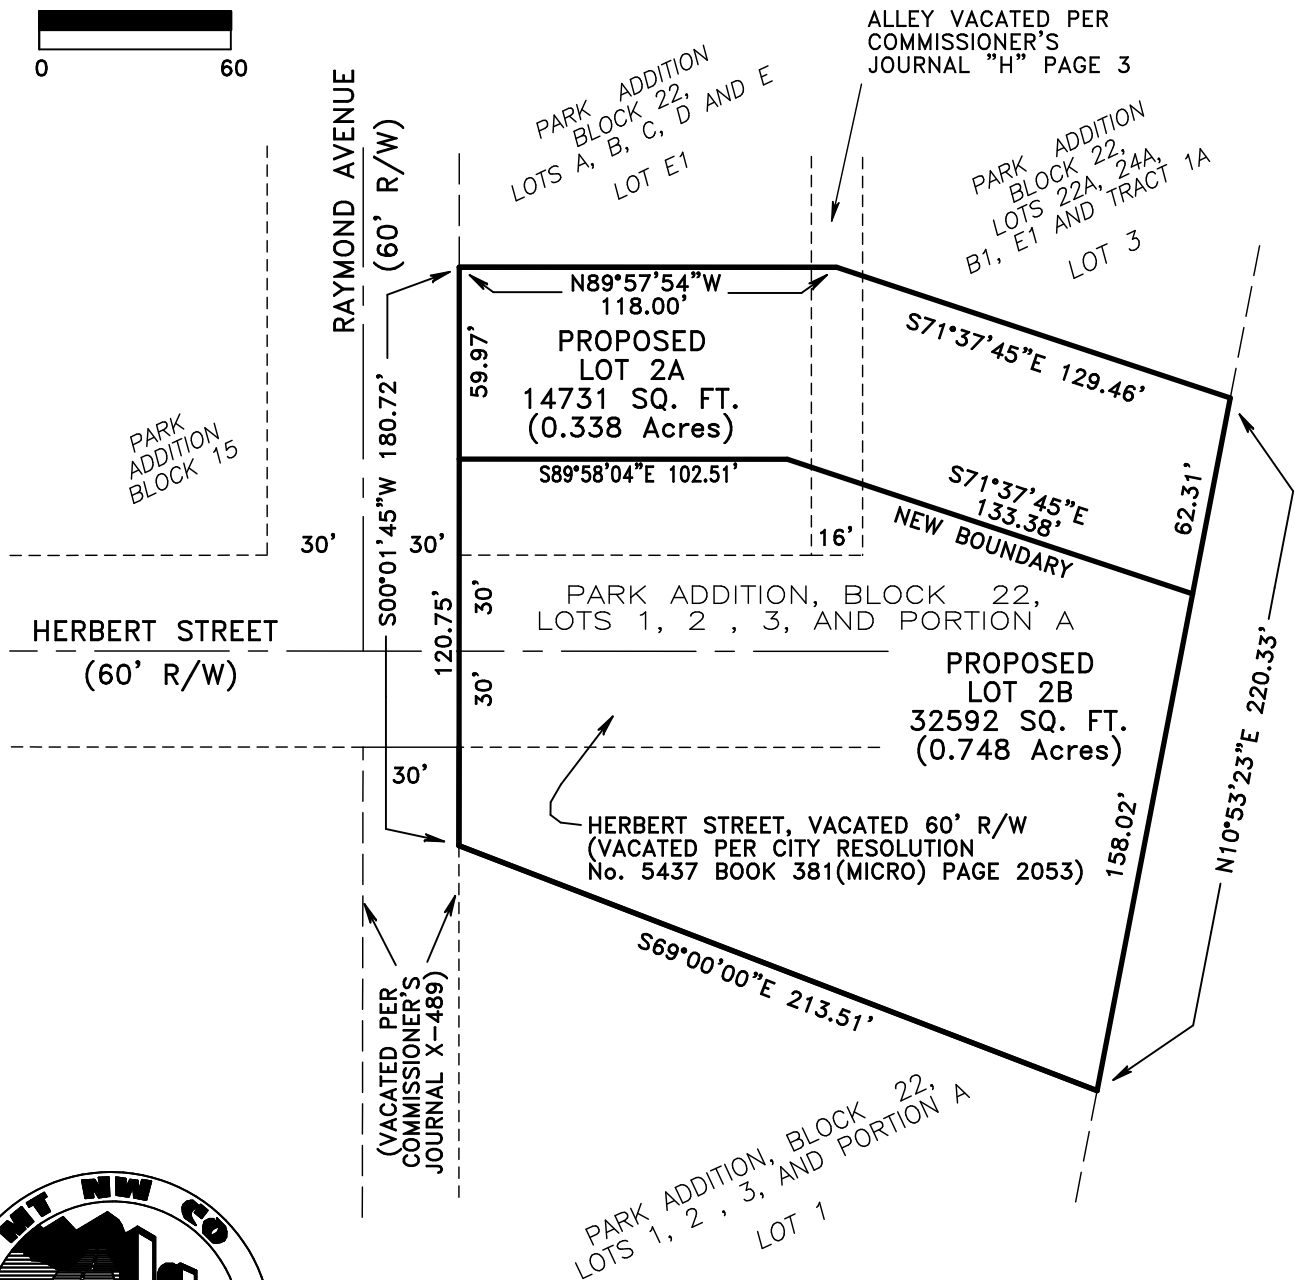 0
60
ALLEY VACATED PER
COMMISSIONER'S
JOURNAL "H" PAGE 3
RAYMOND AVENUE
(60' R/W)
PARK ADDITION
BLOCK 22,
LOTS A, B, C, D AND E
LOT E1
PARK ADDITION
BLOCK 22,
LOTS 22A, 24A,
B1, E1 AND TRACT 1A
LOT 3
N89°57'54"W
118.00'
S71°37'45"E 129.46'
59.97'
PROPOSED
LOT 2A
14731 SQ. FT.
(0.338 Acres)
S00°01'45"W 180.72'
PARK
ADDITION
BLOCK 15
S89°58'04"E 102.51'
S71°37'45"E
133.38'
NEW BOUNDARY
62.31'
30'
30'
16'
30'
120.75'
PARK ADDITION, BLOCK 22,
LOTS 1, 2 , 3, AND PORTION A
HERBERT STREET
(60' R/W)
30'
PROPOSED
LOT 2B
32592 SQ. FT.
(0.748 Acres)
N10°53'23"E 220.33'
30'
158.02'
HERBERT STREET, VACATED 60' R/W
(VACATED PER CITY RESOLUTION
No. 5437 BOOK 381(MICRO) PAGE 2053)
S69°00'00"E 213.51'
(VACATED PER
COMMISSIONER'S
JOURNAL X-489)
PARK ADDITION, BLOCK 22,
LOTS 1, 2 , 3, AND PORTION A
LOT 1
MT NW CO